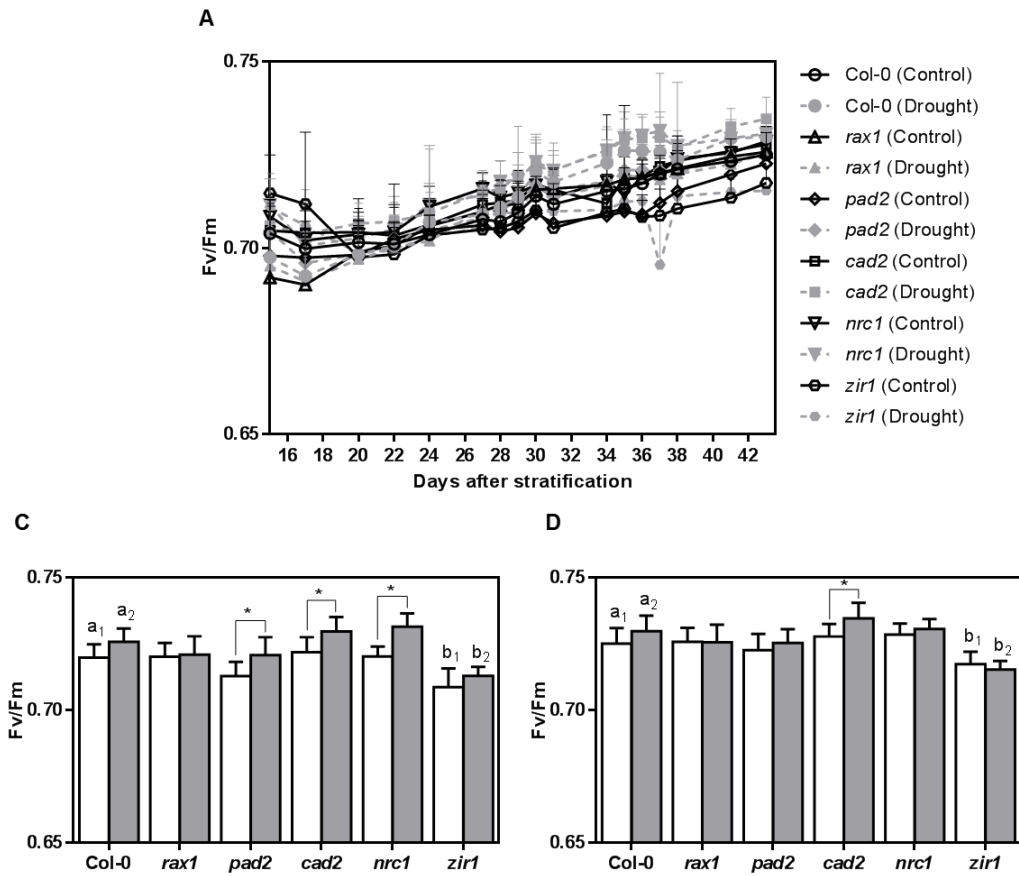 A
0.75
0.70
0.65
Fv/Fm
16 18 20 22 24 26 28 30 32 34 36 38 40 42
Days after stratification
Col-0 (Control)
Col-0 (Drought)
rax1 (Control)
rax1 (Drought)
pad2 (Control)
pad2 (Drought)
cad2 (Control)
cad2 (Drought)
nrc1 (Control)
nrc1 (Drought)
zir1 (Control)
zir1 (Drought)
C
0.75
0.70
0.65
Fv/Fm
a1 a2
*
*
*
b1 b2
Col-0 rax1 pad2 cad2 nrc1 zir1
D
0.75
0.70
0.65
Fv/Fm
a1 a2
*
b1 b2
Col-0 rax1 pad2 cad2 nrc1 zir1